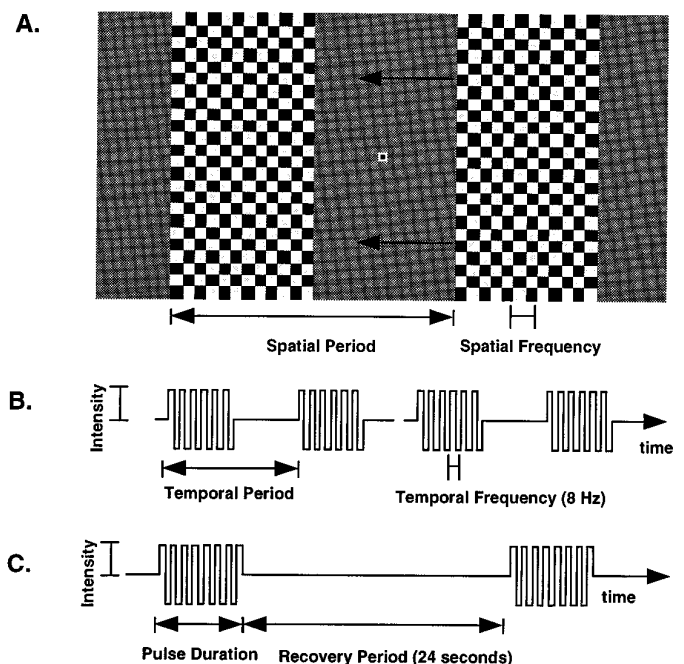 A.
Spatial Period
Spatial Frequency
B.
Intensity
time
Temporal Period
Temporal Frequency (8 Hz)
C.
Intensity
time
Pulse Duration
Recovery Period (24 seconds)